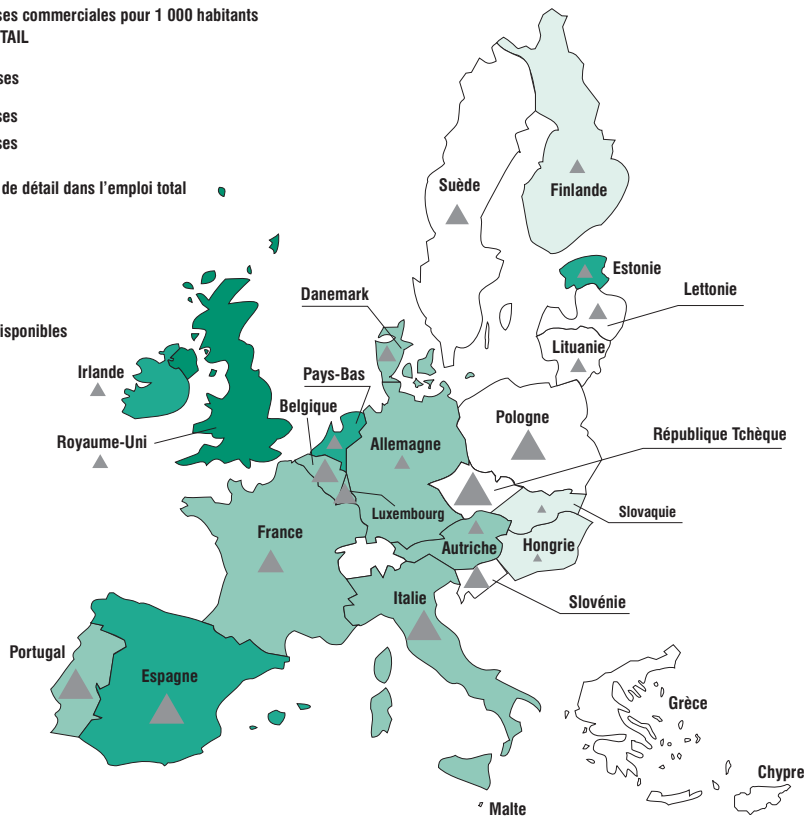 ses commerciales pour 1 000 habitants
TAIL
ses
ses
ses
de détail dans l'emploi total
isponibles
Suède
Finlande
Estonie
Lettonie
Danemark
Lituanie
Irlande
Pays-Bas
Belgique
Pologne
République Tchèque
Royaume-Uni
Allemagne
Luxembourg
Slovaquie
France
Autriche
Hongrie
Italie
Slovénie
Portugal
Espagne
Grèce
Chypre
Malte